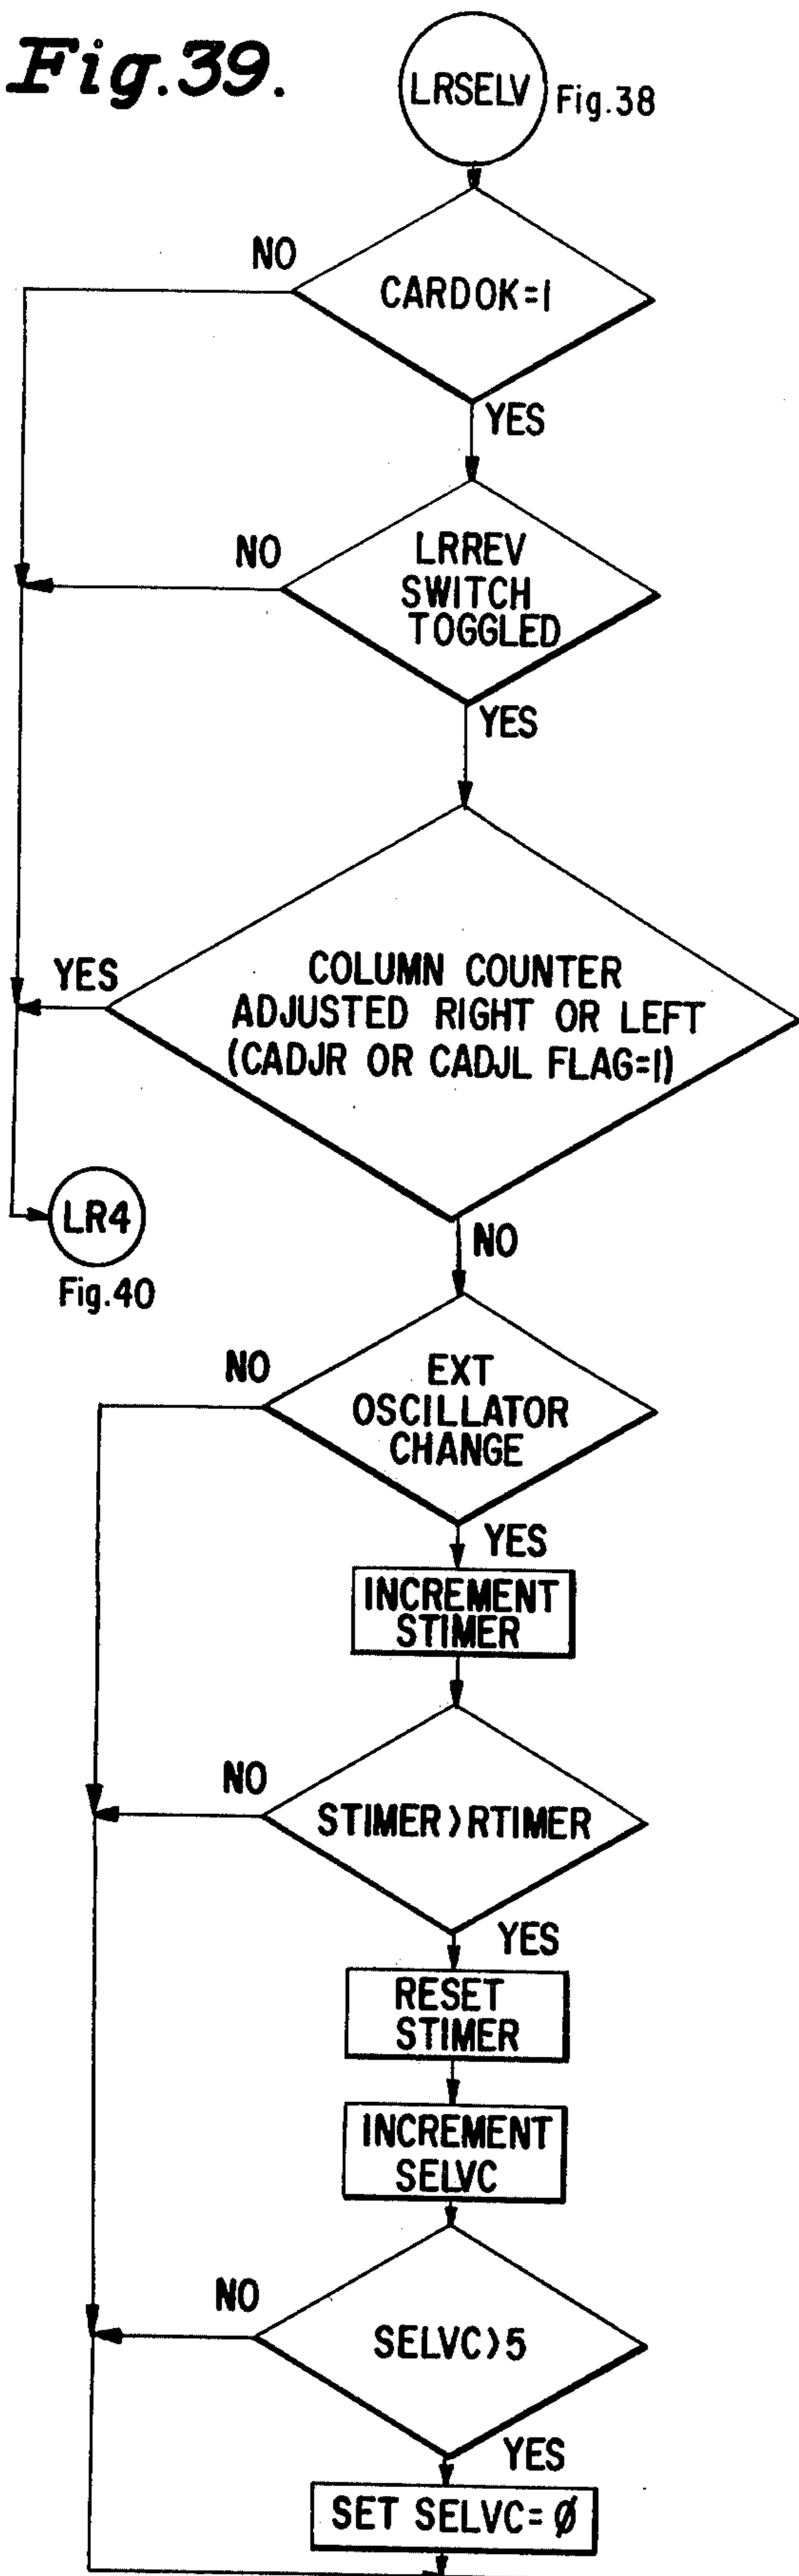 Fig.39.
LRSELV
Fig.38
NO
CARDOK=1
YES
NO
LRREV
SWITCH
TOGGLED
YES
YES
COLUMN COUNTER
ADJUSTED RIGHT OR LEFT
(CADJR OR CADJL FLAG=1)
LR4
Fig.40
NO
NO
EXT
OSCILLATOR
CHANGE
YES
INCREMENT
STIMER
NO
STIMER>RTIMER
YES
RESET
STIMER
INCREMENT
SELVC
NO
SELVC>5
YES
SET SELVC=Ø